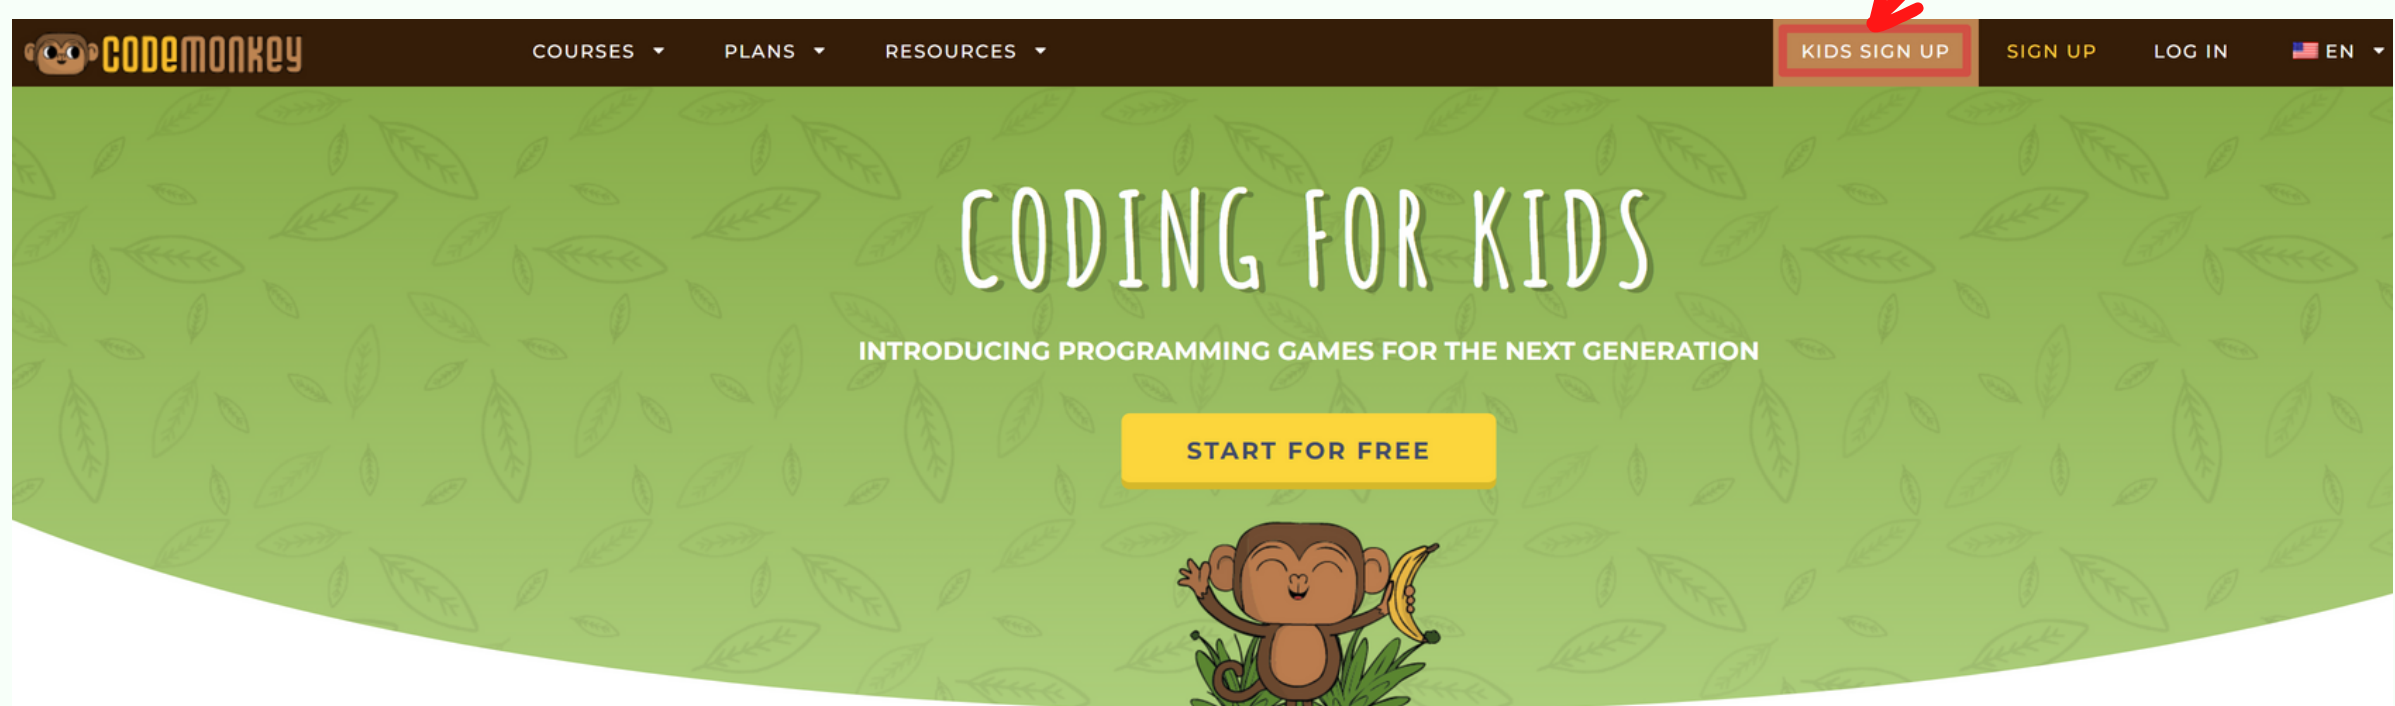 CODEMONKEY
COURSES
PLANS
RESOURCES
KIDS SIGN UP
SIGN UP
LOG IN
EN
CODING FOR KIDS
INTRODUCING PROGRAMMING GAMES FOR THE NEXT GENERATION
START FOR FREE